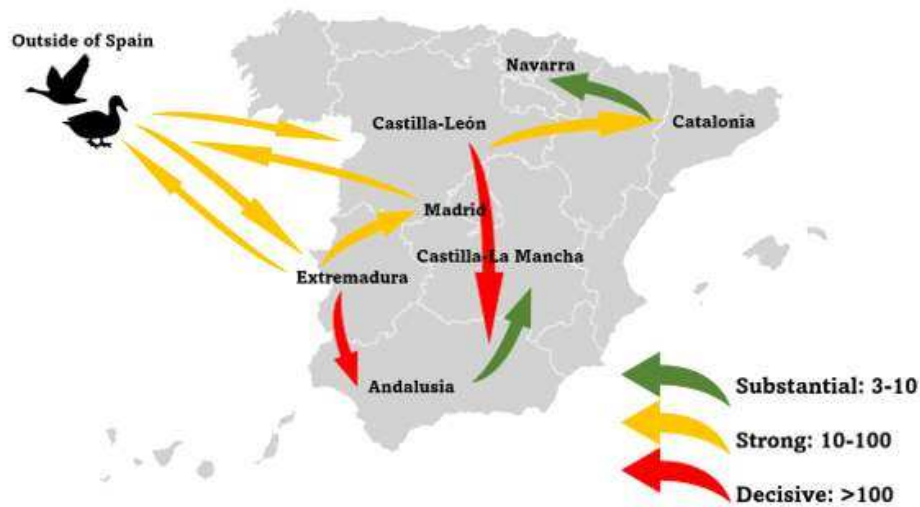 Outside of Spain
Navarra
Castilla-León
Catalonia
Madrid
Castilla-La Mancha
Extremadura
Andalusia
Substantial: 3-10
Strong: 10-100
Decisive: >100